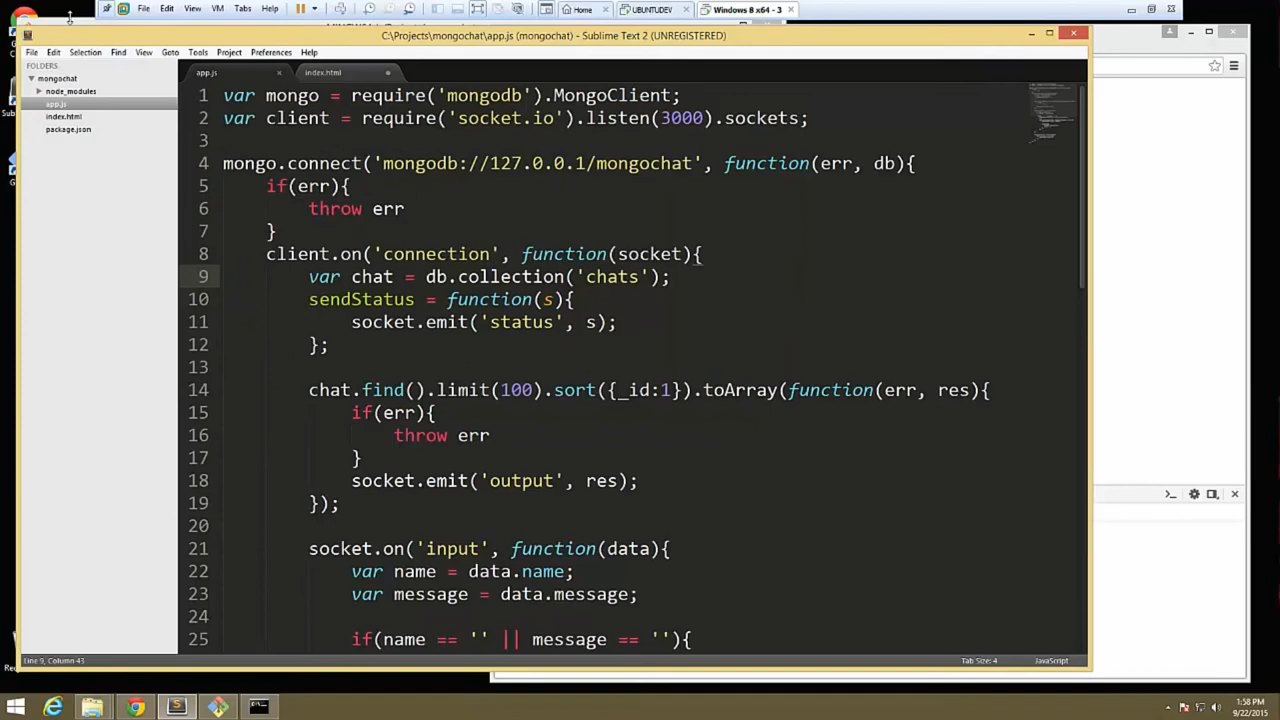 File Edit View VM Tabs Help
Home UBUNTUDEV Windows 8 x64 - 3
C:\Projects\mongochat\app.js (mongochat) - Sublime Text 2 (UNREGISTERED)
File Edit Selection Find View Goto Tools Project Preferences Help
FOLDERS
mongochat
node_modules
app.js
index.html
package.json
app.js index.html
1 var mongo = require('mongodb').MongoClient;
2 var client = require('socket.io').listen(3000).sockets;
3
4 mongo.connect('mongodb://127.0.0.1/mongochat', function(err, db){
5 if(err){
6 throw err
7 }
8 client.on('connection', function(socket){
9 var chat = db.collection('chats');
10 sendStatus = function(s){
11 socket.emit('status', s);
12 };
13
14 chat.find().limit(100).sort({_id:1}).toArray(function(err, res){
15 if(err){
16 throw err
17 }
18 socket.emit('output', res);
19 });
20
21 socket.on('input', function(data){
22 var name = data.name;
23 var message = data.message;
24
25 if(name == '' || message == ''){
Line 9, Column 43 Tab Size: 4 JavaScript
1:58 PM
9/22/2015